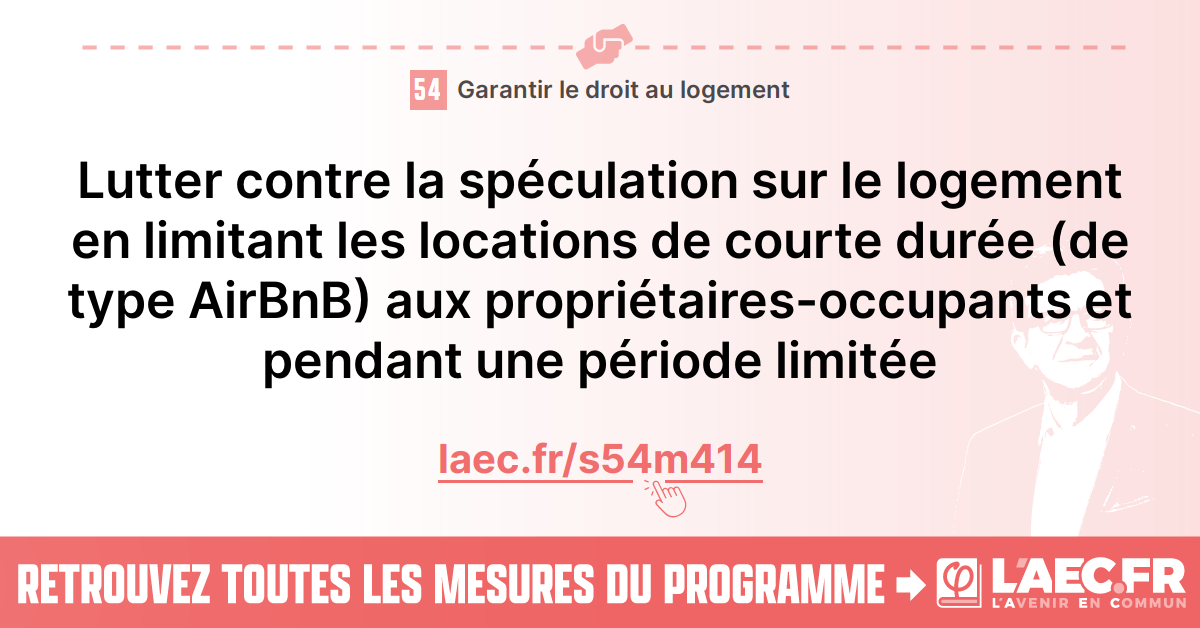 54 Garantir le droit au logement
Lutter contre la spéculation sur le logement
en limitant les locations de courte durée (de
type AirBnB) aux propriétaires-occupants et
pendant une période limitée
laec.fr/s54m414
RETROUVEZ TOUTES LES MESURES DU PROGRAMME
φ L'AEC.FR
L'AVENIR EN COMMUN